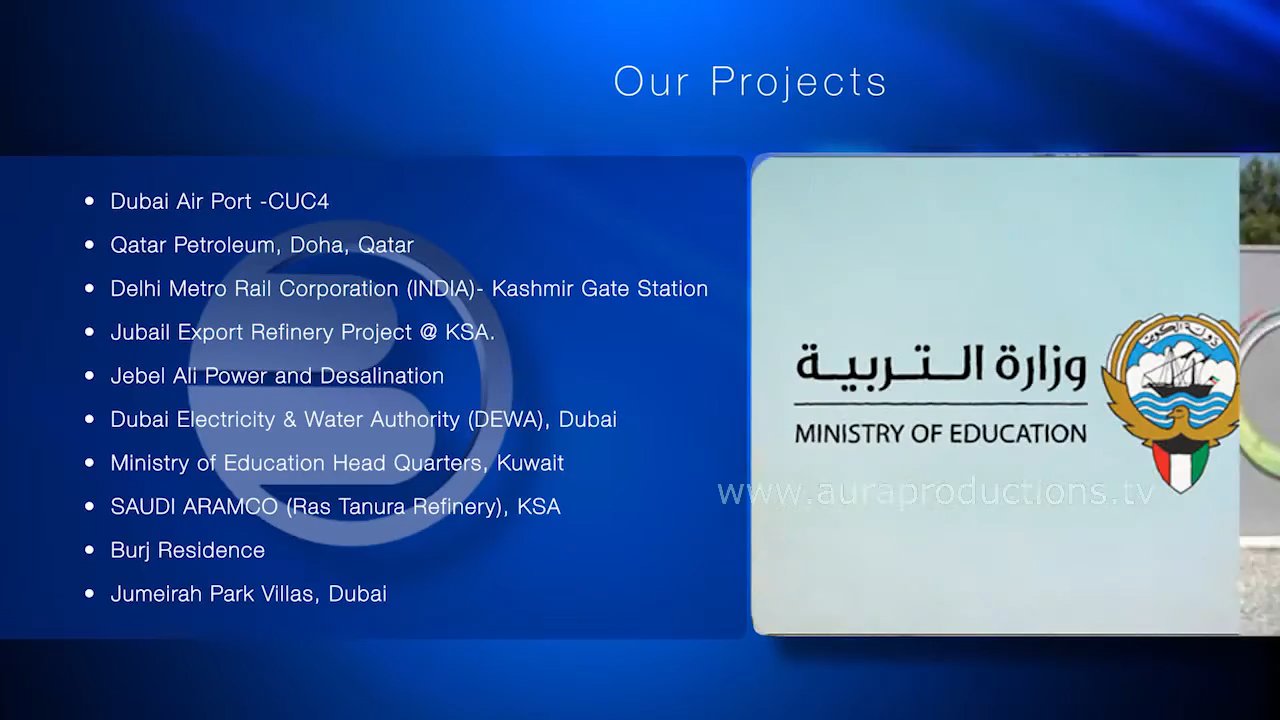 Our Projects
Dubai Air Port -CUC4
Qatar Petroleum, Doha, Qatar
Delhi Metro Rail Corporation (INDIA)- Kashmir Gate Station
Jubail Export Refinery Project @ KSA.
Jebel Ali Power and Desalination
Dubai Electricity & Water Authority (DEWA), Dubai
Ministry of Education Head Quarters, Kuwait
SAUDI ARAMCO (Ras Tanura Refinery), KSA
Burj Residence
Jumeirah Park Villas, Dubai
دولة الكويت
وزارة التربية
MINISTRY OF EDUCATION
www.auraproductions.tv